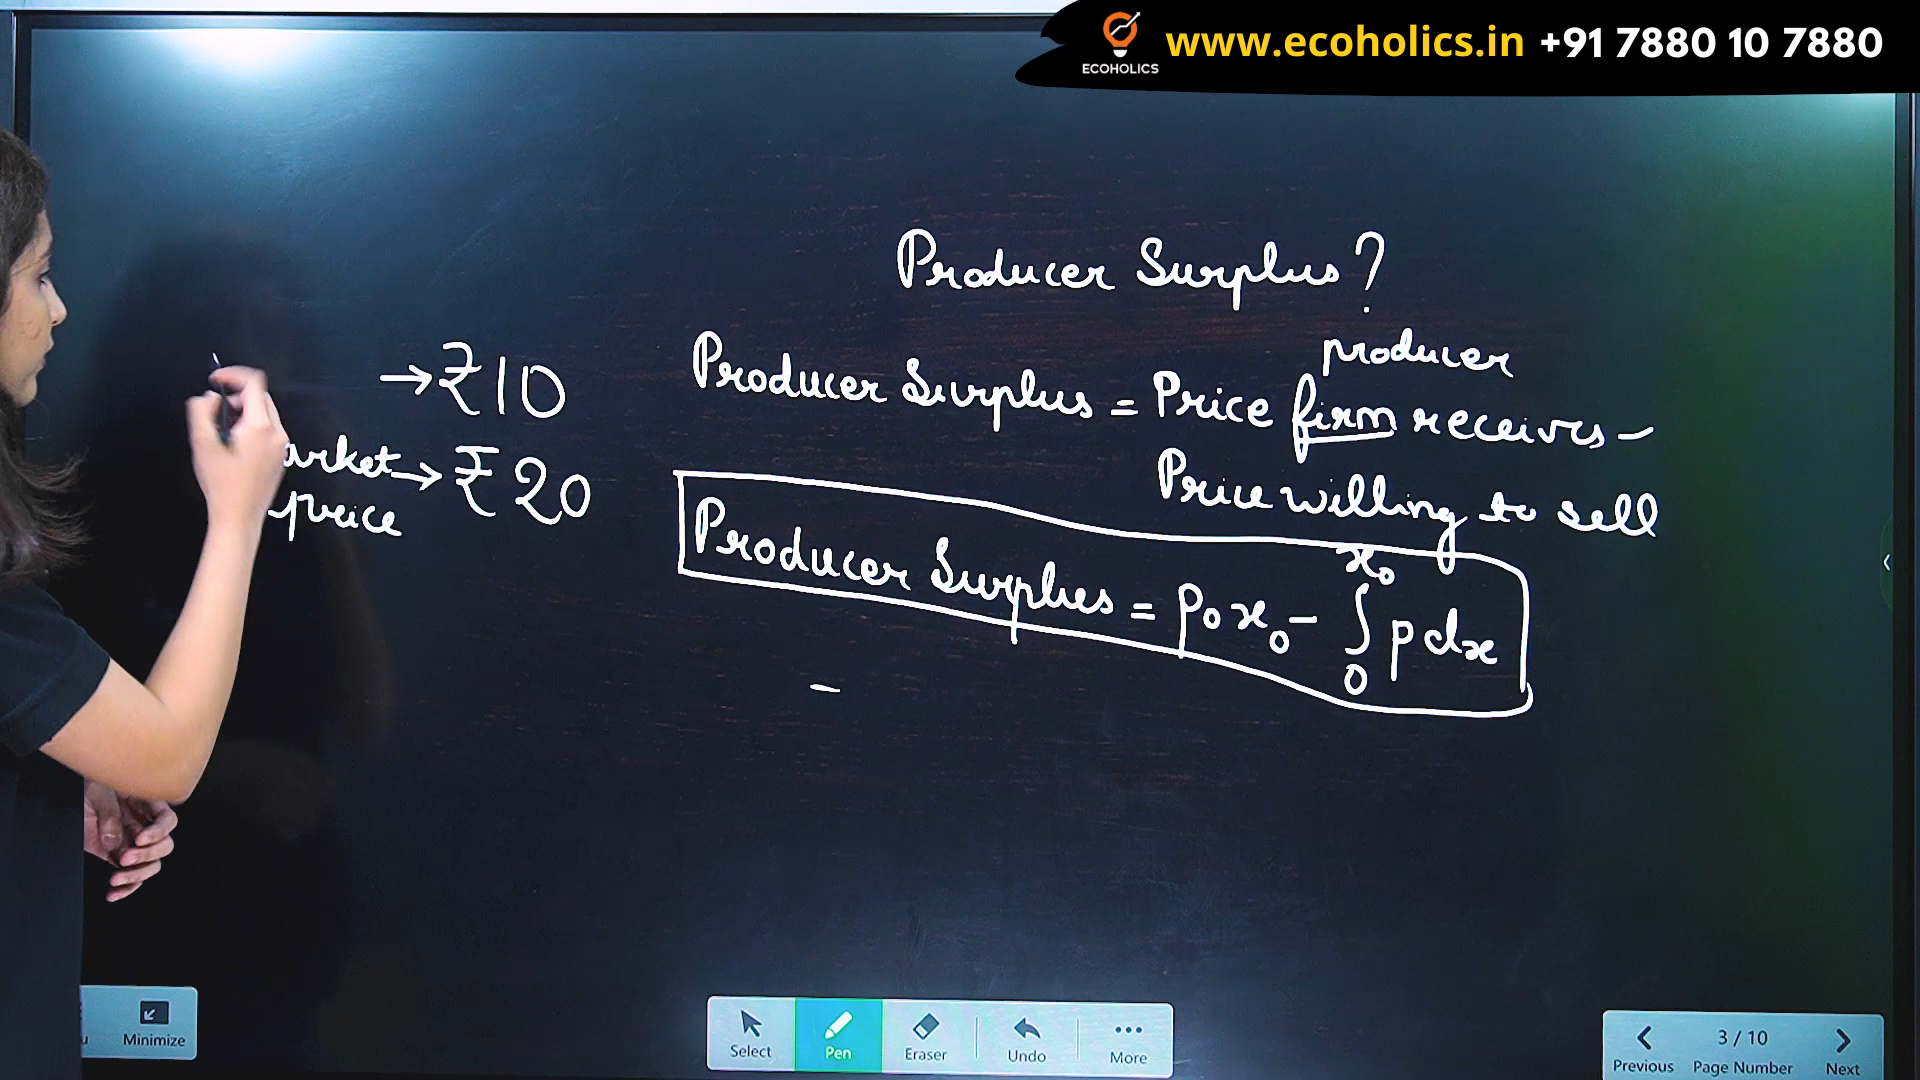 ECOHOLICS
www.ecoholics.in +91 7880 10 7880
Producer Surplus?
→ ₹10
arket → ₹20
price
producer
Producer Surplus = Price firm receives –
Price willing to sell
Producer Surplus = p₀x₀ – ∫₀^x₀ p dx
Minimize
Select
Pen
Eraser
Undo
More
Previous
3 / 10
Page Number
Next